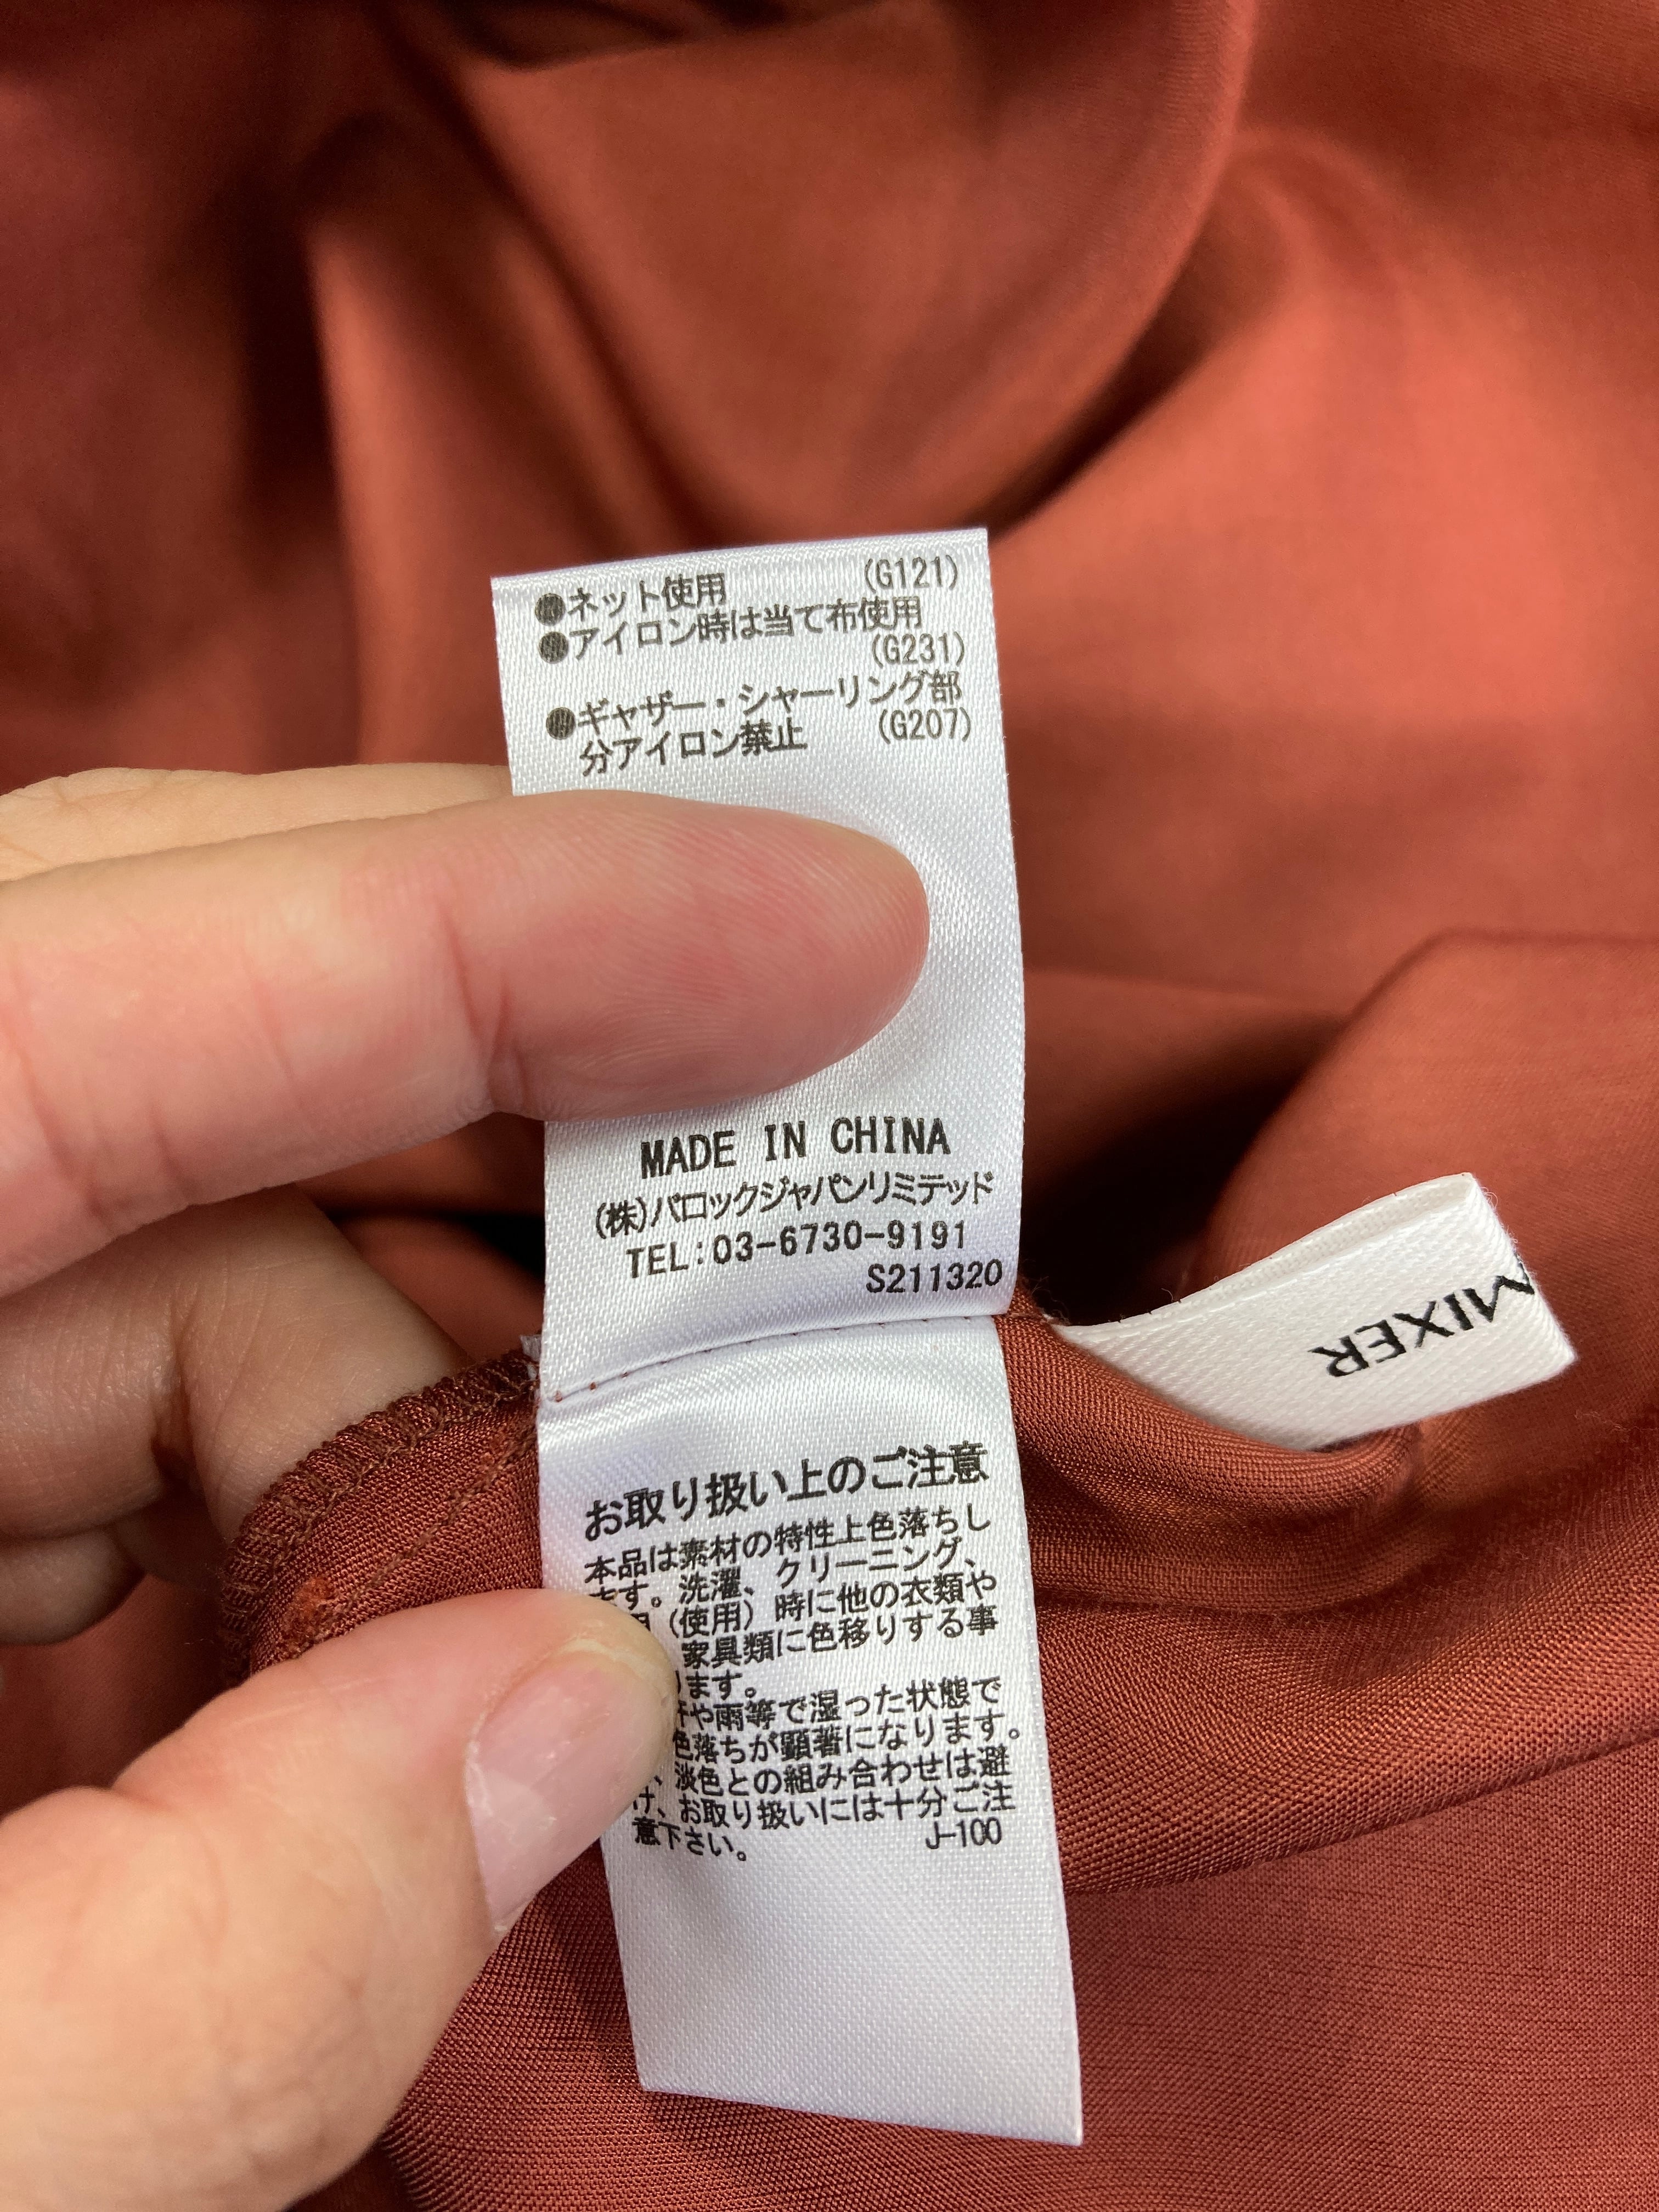 ●ネット使用 (G121)
●アイロン時は当て布使用
(G231)
●ギャザー・シャーリング部
分アイロン禁止 (G207)
MADE IN CHINA
(株)バロックジャパンリミテッド
TEL:03-6730-9191
S211320
MIXER
お取り扱い上のご注意
本品は素材の特性上色落ちし
ます。洗濯、クリーニング、
(使用)時に他の衣類や
家具類に色移りする事
ます。
や雨等で湿った状態で
色落ちが顕著になります。
、淡色との組み合わせは避
け、お取り扱いには十分ご注
意下さい。 J-100